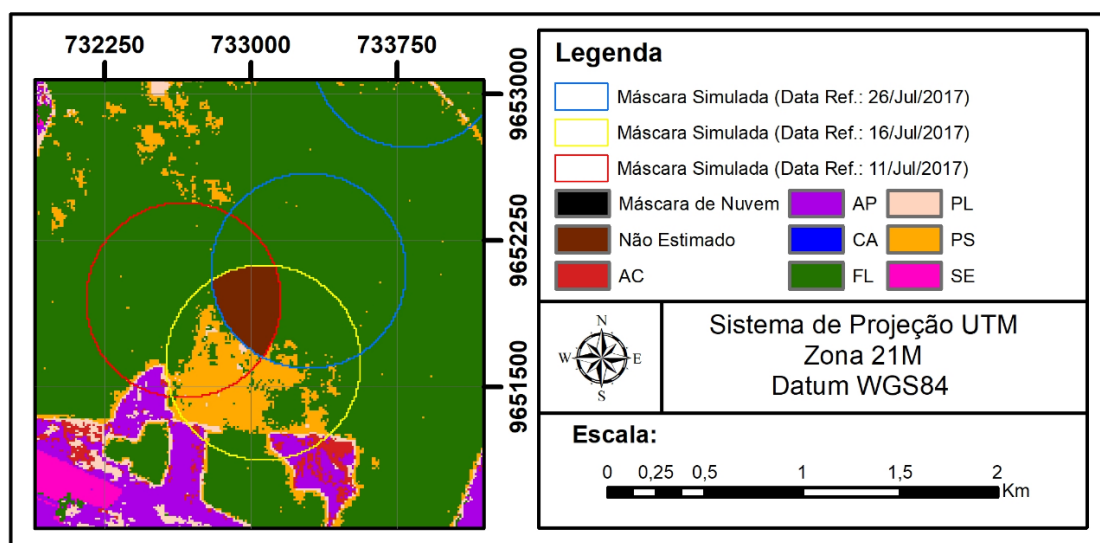 732250 733000 733750
9653000
9652250
9651500
Legenda
Máscara Simulada (Data Ref.: 26/Jul/2017)
Máscara Simulada (Data Ref.: 16/Jul/2017)
Máscara Simulada (Data Ref.: 11/Jul/2017)
Máscara de Nuvem AP PL
Não Estimado CA PS
AC FL SE
N
W E
S
Sistema de Projeção UTM
Zona 21M
Datum WGS84
Escala:
0 0,25 0,5 1 1,5 2
Km